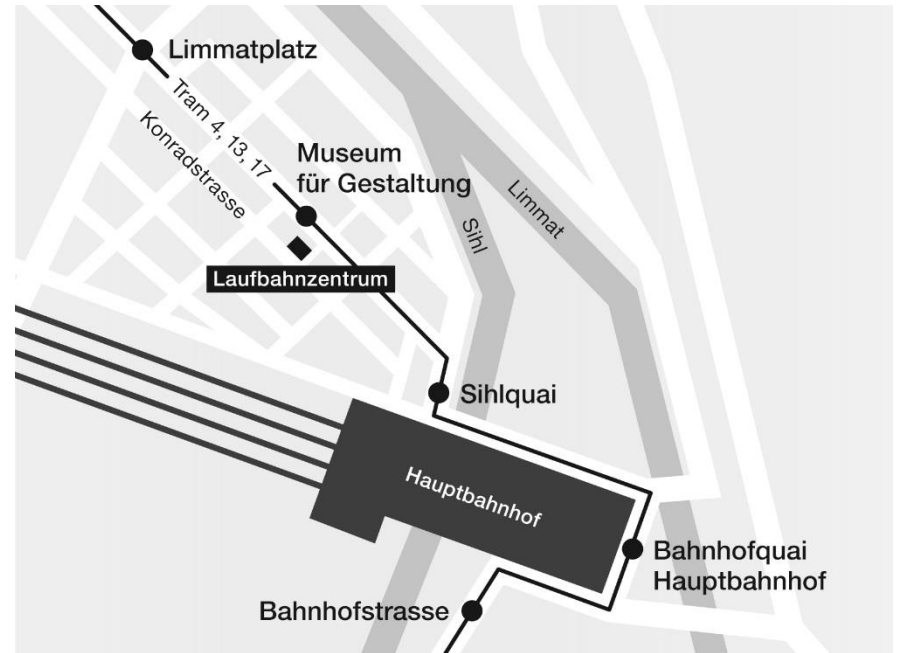 Limmatplatz
Tram 4, 13, 17
Konradstrasse
Museum
für Gestaltung
Limmat
Sihl
Laufbahnzentrum
Sihlquai
Hauptbahnhof
Bahnhofquai
Hauptbahnhof
Bahnhofstrasse